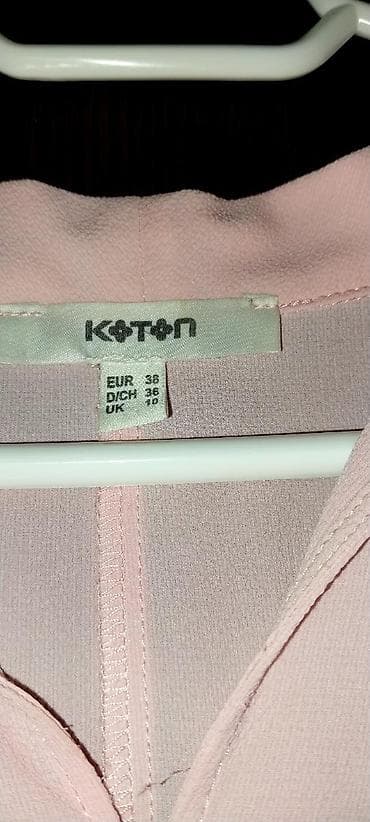 KOTON
EUR 38
D/CH 36
UK 10